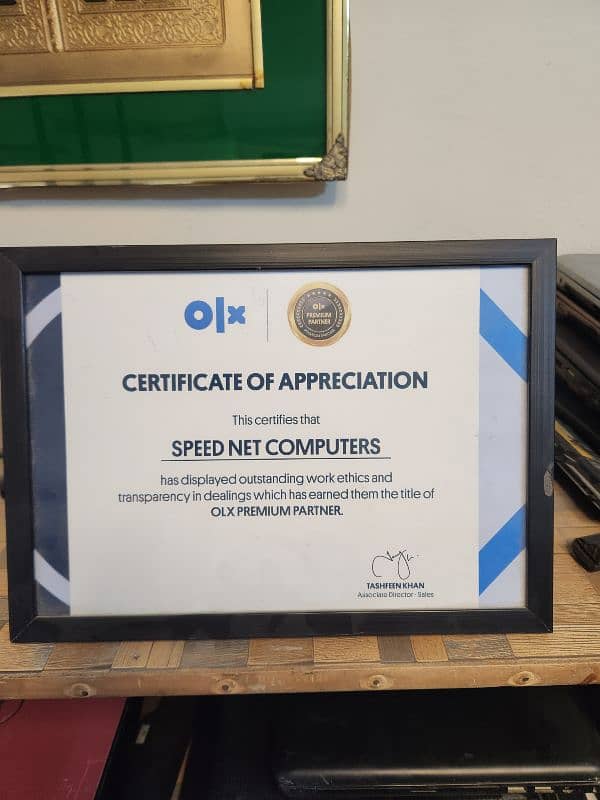 olx
olx
PREMIUM
PARTNER
CERTIFICATE OF APPRECIATION
This certifies that
SPEED NET COMPUTERS
has displayed outstanding work ethics and
transparency in dealings which has earned them the title of
OLX PREMIUM PARTNER.
TASHFEEN KHAN
Associate Director - Sales